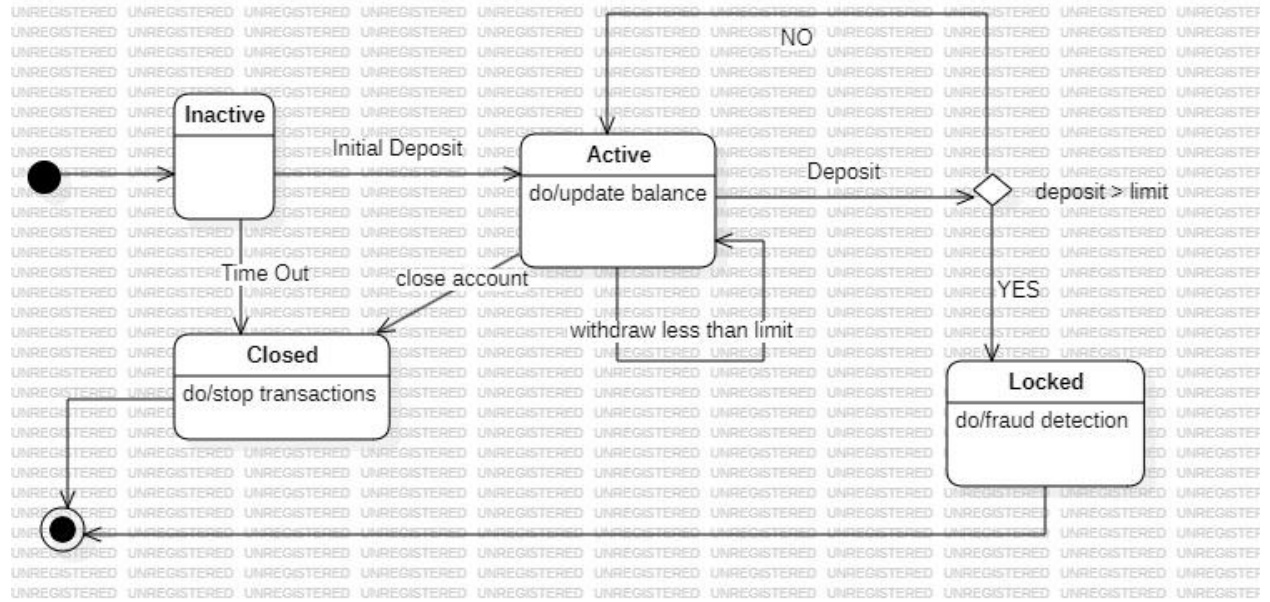 NO
Inactive
Initial Deposit
Active
do/update balance
Deposit
deposit > limit
Time Out
close account
YES
withdraw less than limit
Closed
do/stop transactions
Locked
do/fraud detection
UNREGISTERED